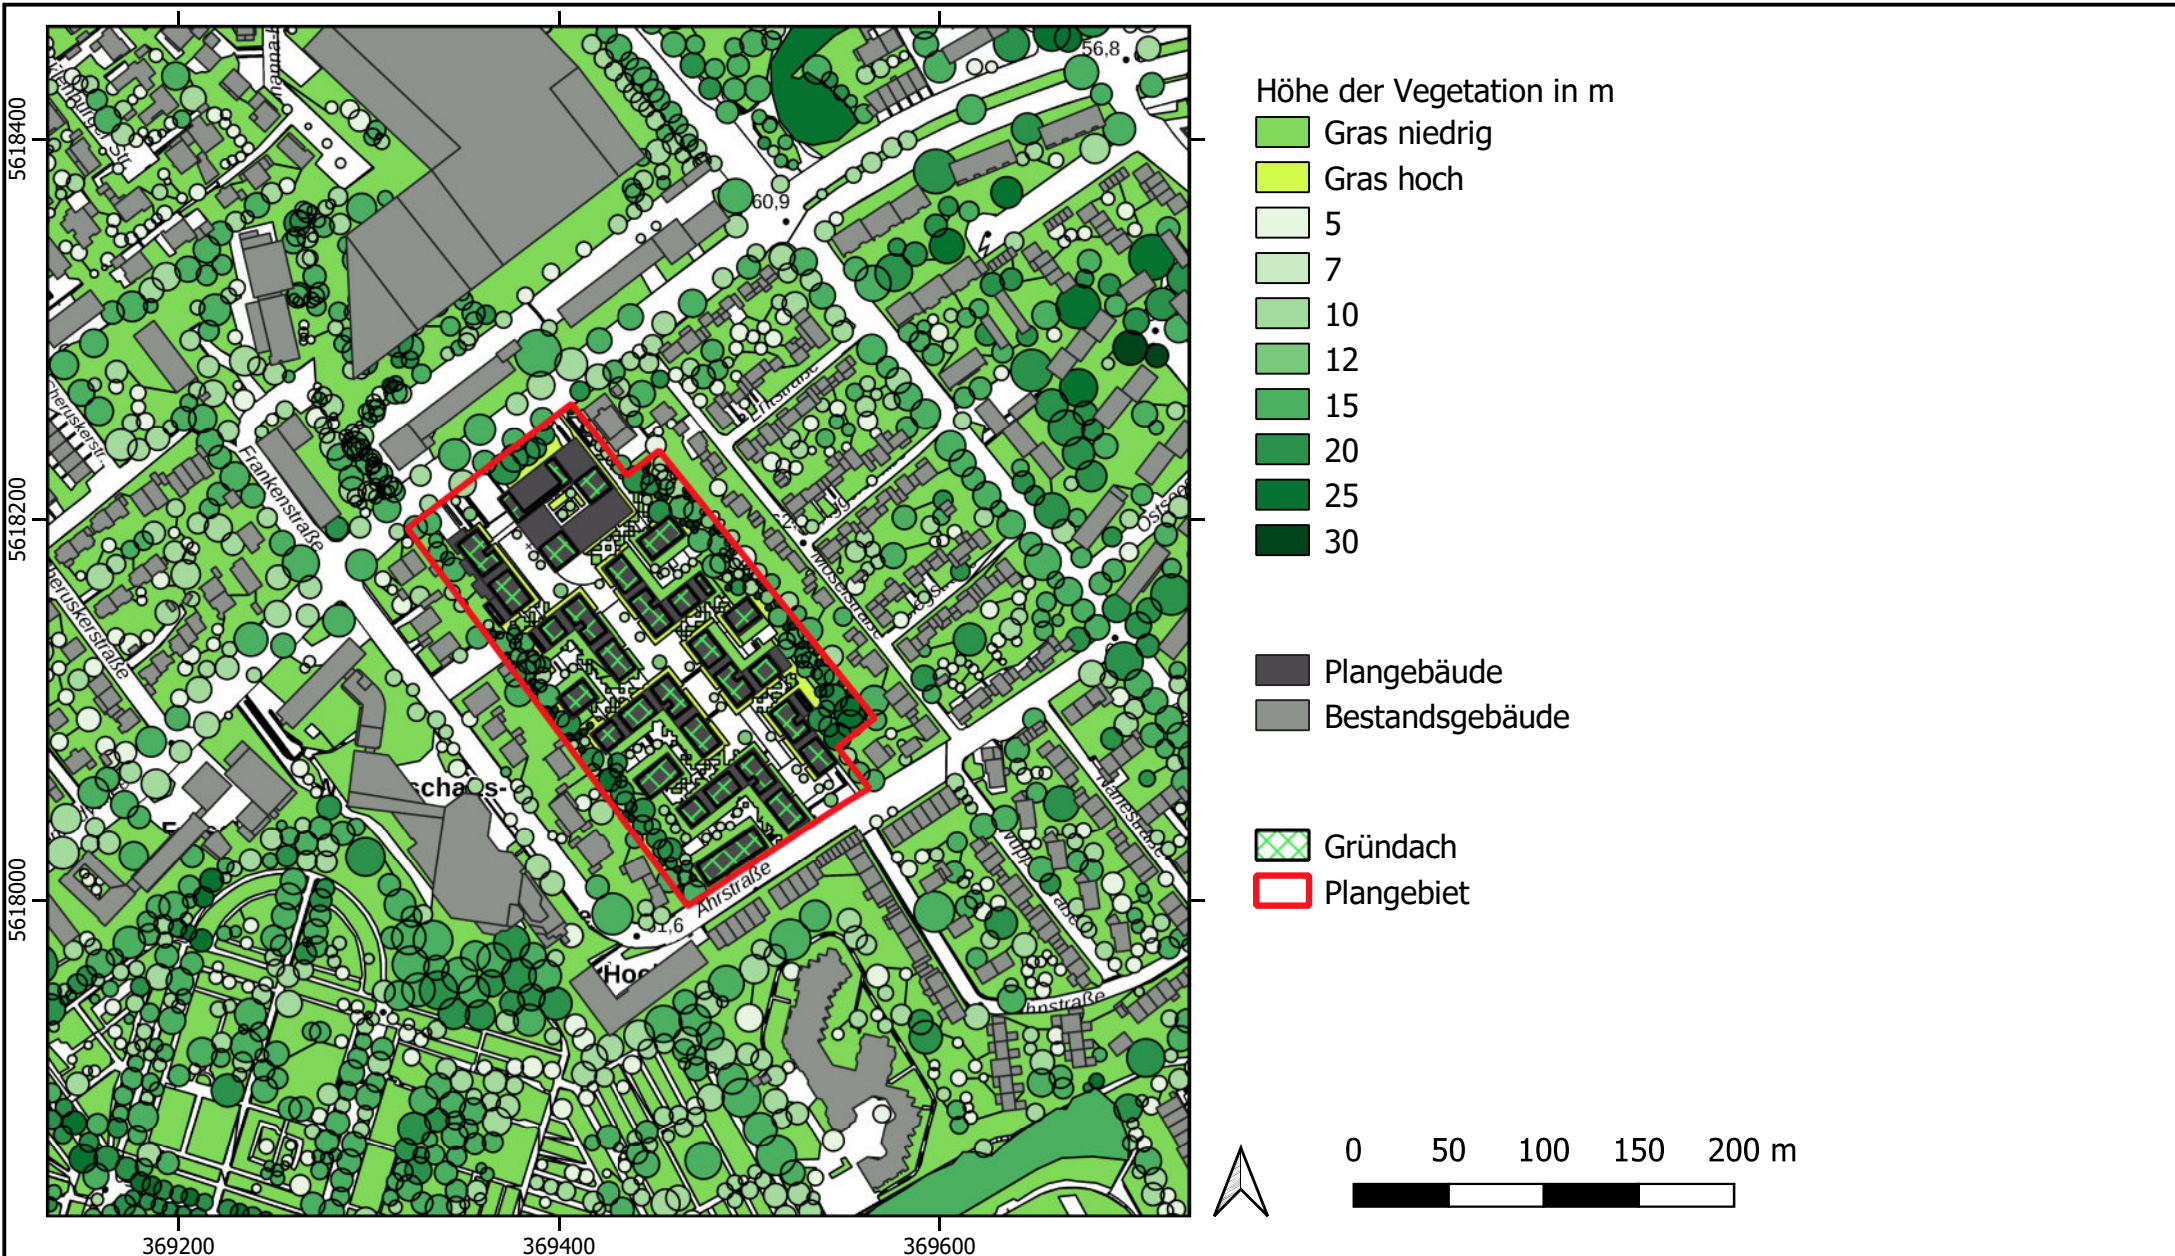 Höhe der Vegetation in m
Gras niedrig
Gras hoch
5
7
10
12
15
20
25
30
Plangebäude
Bestandsgebäude
Gründach
Plangebiet
0 50 100 150 200 m
5618400
5618200
5618000
369200
369400
369600
56,8
60,9
Frankenstraße
Moselstraße
Ahrstraße
Nahestraße